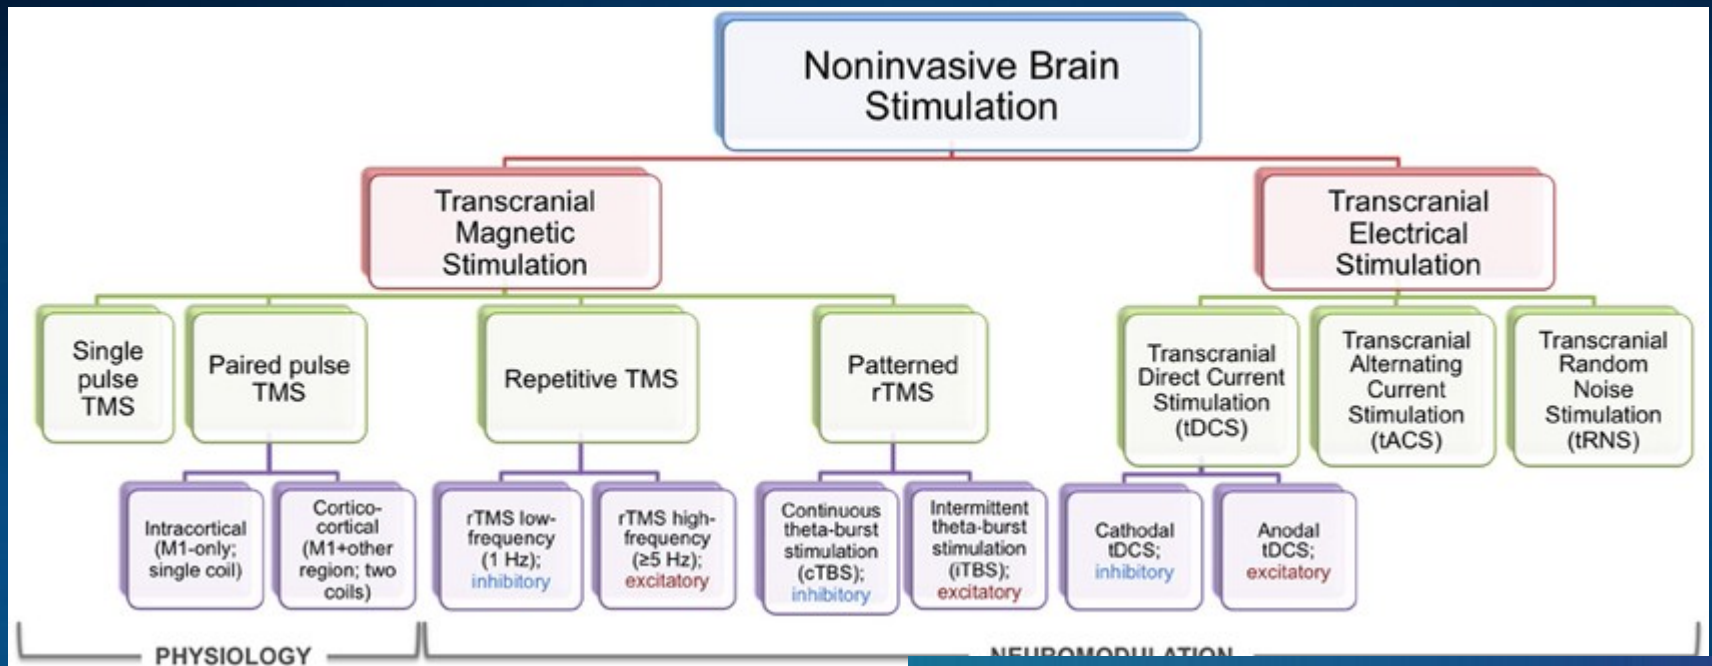 Noninvasive Brain
Stimulation
Transcranial
Magnetic
Stimulation
Transcranial
Electrical
Stimulation
Single
pulse
TMS
Paired pulse
TMS
Repetitive TMS
Patterned
rTMS
Transcranial
Direct Current
Stimulation
(tDCS)
Transcranial
Alternating
Current
Stimulation
(tACS)
Transcranial
Random
Noise
Stimulation
(tRNS)
Intracortical
(M1-only;
single coil)
Cortico-
cortical
(M1+other
region; two
coils)
rTMS low-
frequency
(1 Hz);
inhibitory
rTMS high-
frequency
(≥5 Hz);
excitatory
Continuous
theta-burst
stimulation
(cTBS);
inhibitory
Intermittent
theta-burst
stimulation
(iTBS);
excitatory
Cathodal
tDCS;
inhibitory
Anodal
tDCS;
excitatory
PHYSIOLOGY
NEUROMODULATION